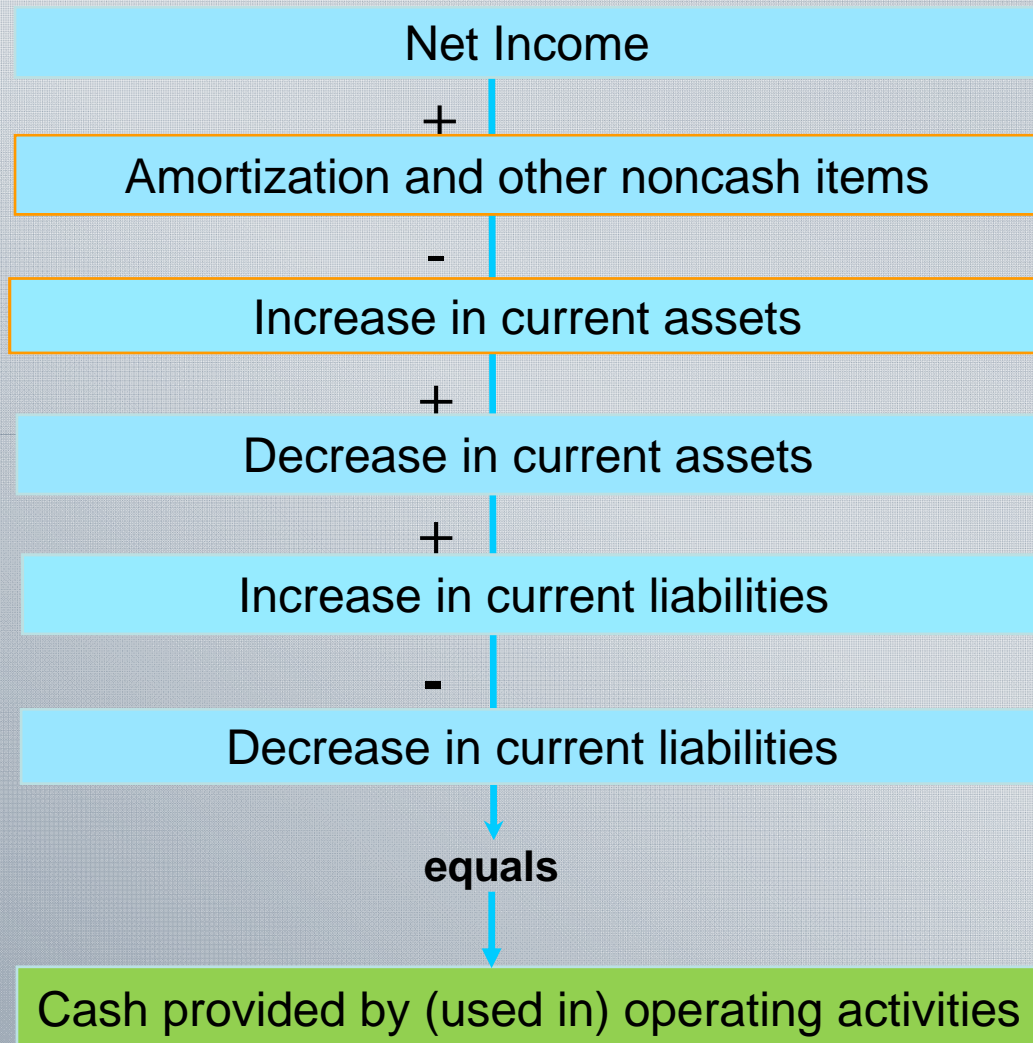 Net Income
+
Amortization and other noncash items
-
Increase in current assets
+
Decrease in current assets
+
Increase in current liabilities
-
Decrease in current liabilities
equals
Cash provided by (used in) operating activities